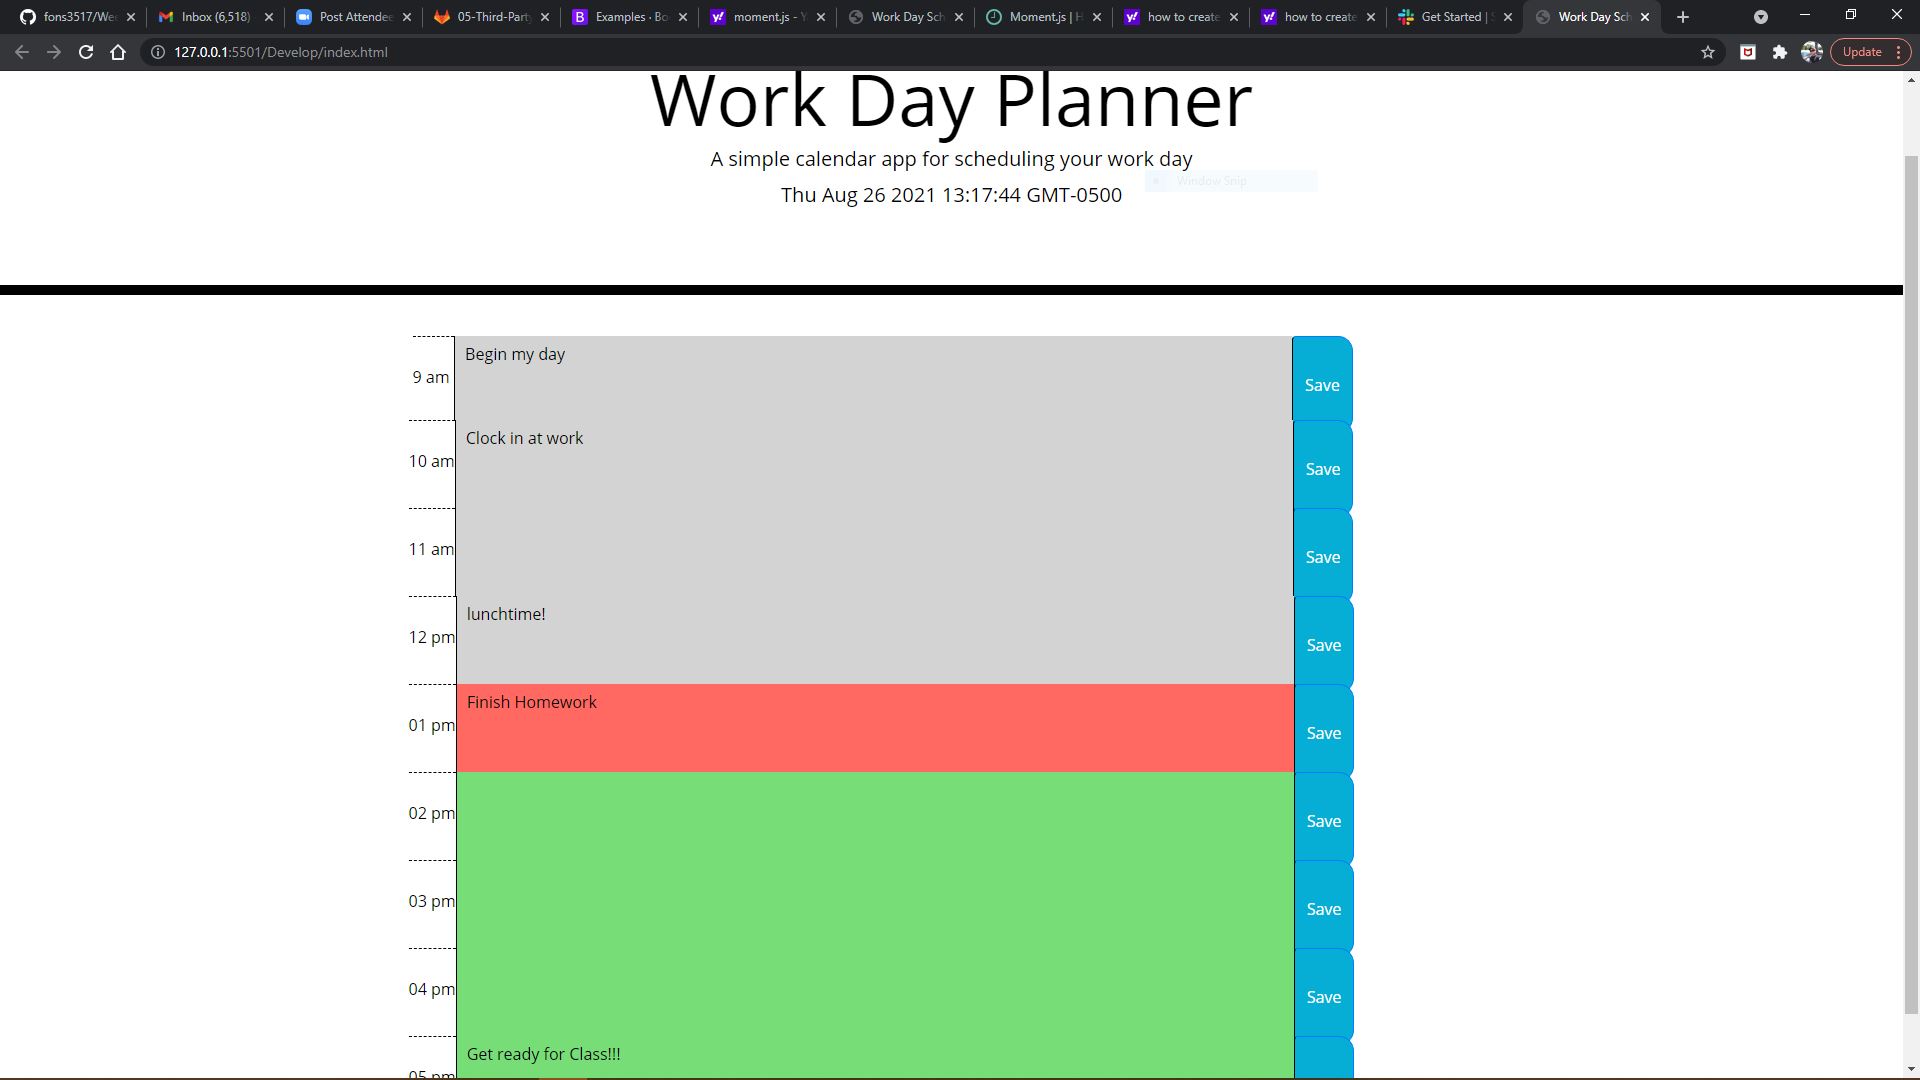 fons3517/We
Inbox (6,518)
Post Attendee
05-Third-Party
Examples · Bo
moment.js - Y
Work Day Sch
Moment.js | H
how to create
how to create
Get Started | S
Work Day Sch
127.0.0.1:5501/Develop/index.html
Update
Work Day Planner
A simple calendar app for scheduling your work day
Window Snip
Thu Aug 26 2021 13:17:44 GMT-0500
9 am
Begin my day
Save
10 am
Clock in at work
Save
11 am
Save
12 pm
lunchtime!
Save
01 pm
Finish Homework
Save
02 pm
Save
03 pm
Save
04 pm
Save
05 pm
Get ready for Class!!!